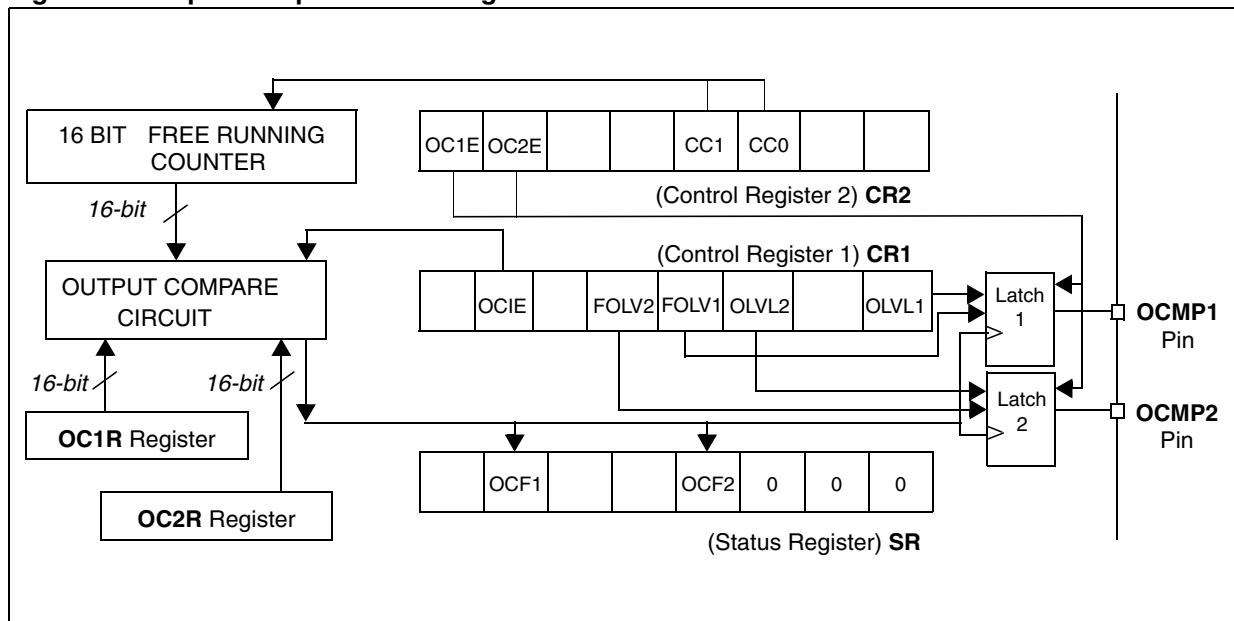 16 BIT FREE RUNNING
COUNTER
OC1E OC2E CC1 CC0
(Control Register 2) CR2
16-bit
(Control Register 1) CR1
OUTPUT COMPARE
CIRCUIT
OCIE FOLV2 FOLV1 OLVL2 OLVL1
Latch
1
OCMP1
Pin
16-bit
16-bit
Latch
2
OCMP2
Pin
OC1R Register
OCF1 OCF2 0 0 0
OC2R Register
(Status Register) SR